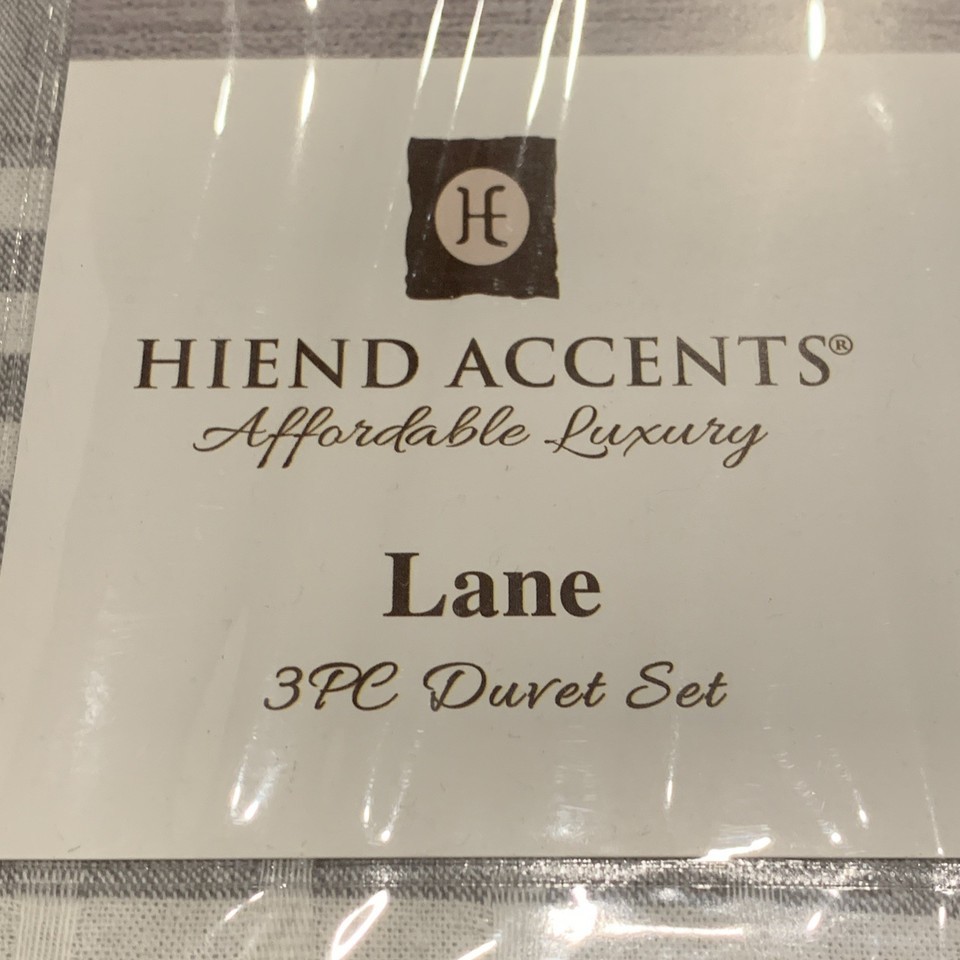 HE
HIEND ACCENTS®
Affordable Luxury
Lane
3PC Duvet Set